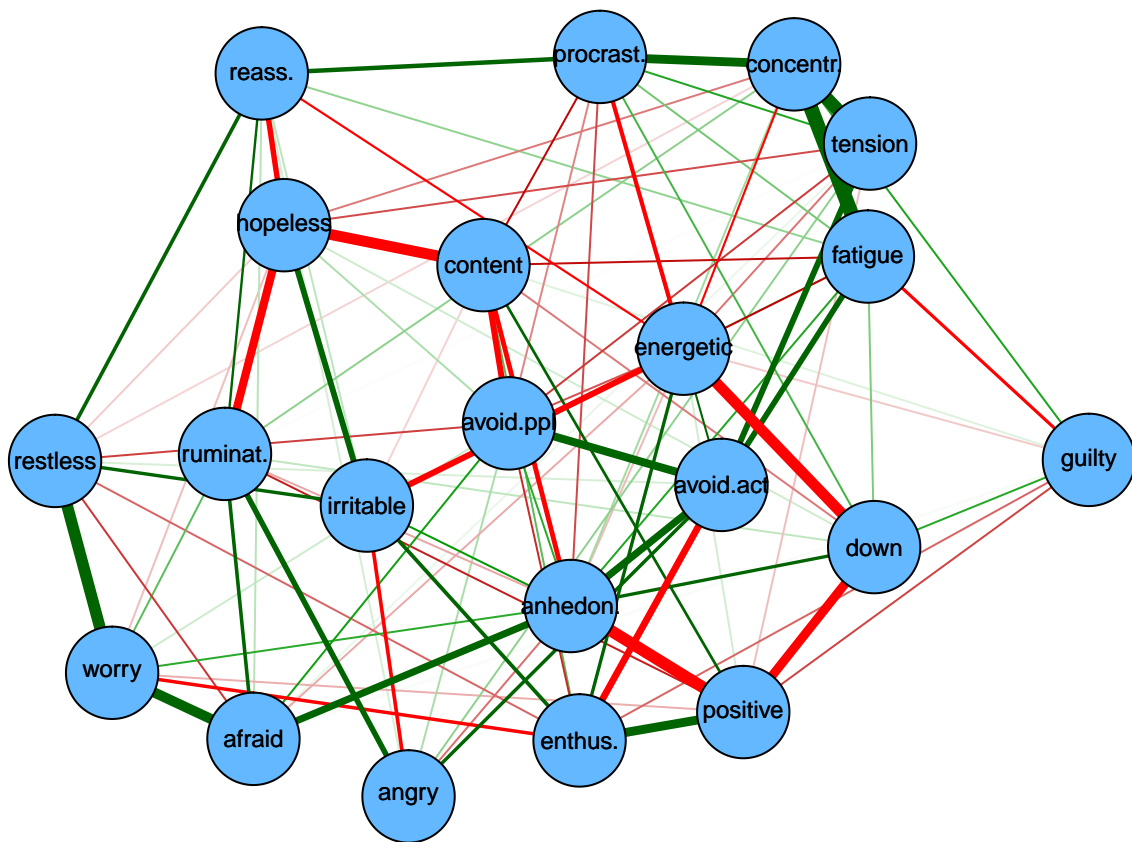 procrast.
concentr.
reass.
tension
hopeless
content
fatigue
energetic
avoid.ppl
ruminat.
restless
guilty
avoid.act
irritable
down
anhedon.
worry
positive
afraid
enthus.
angry